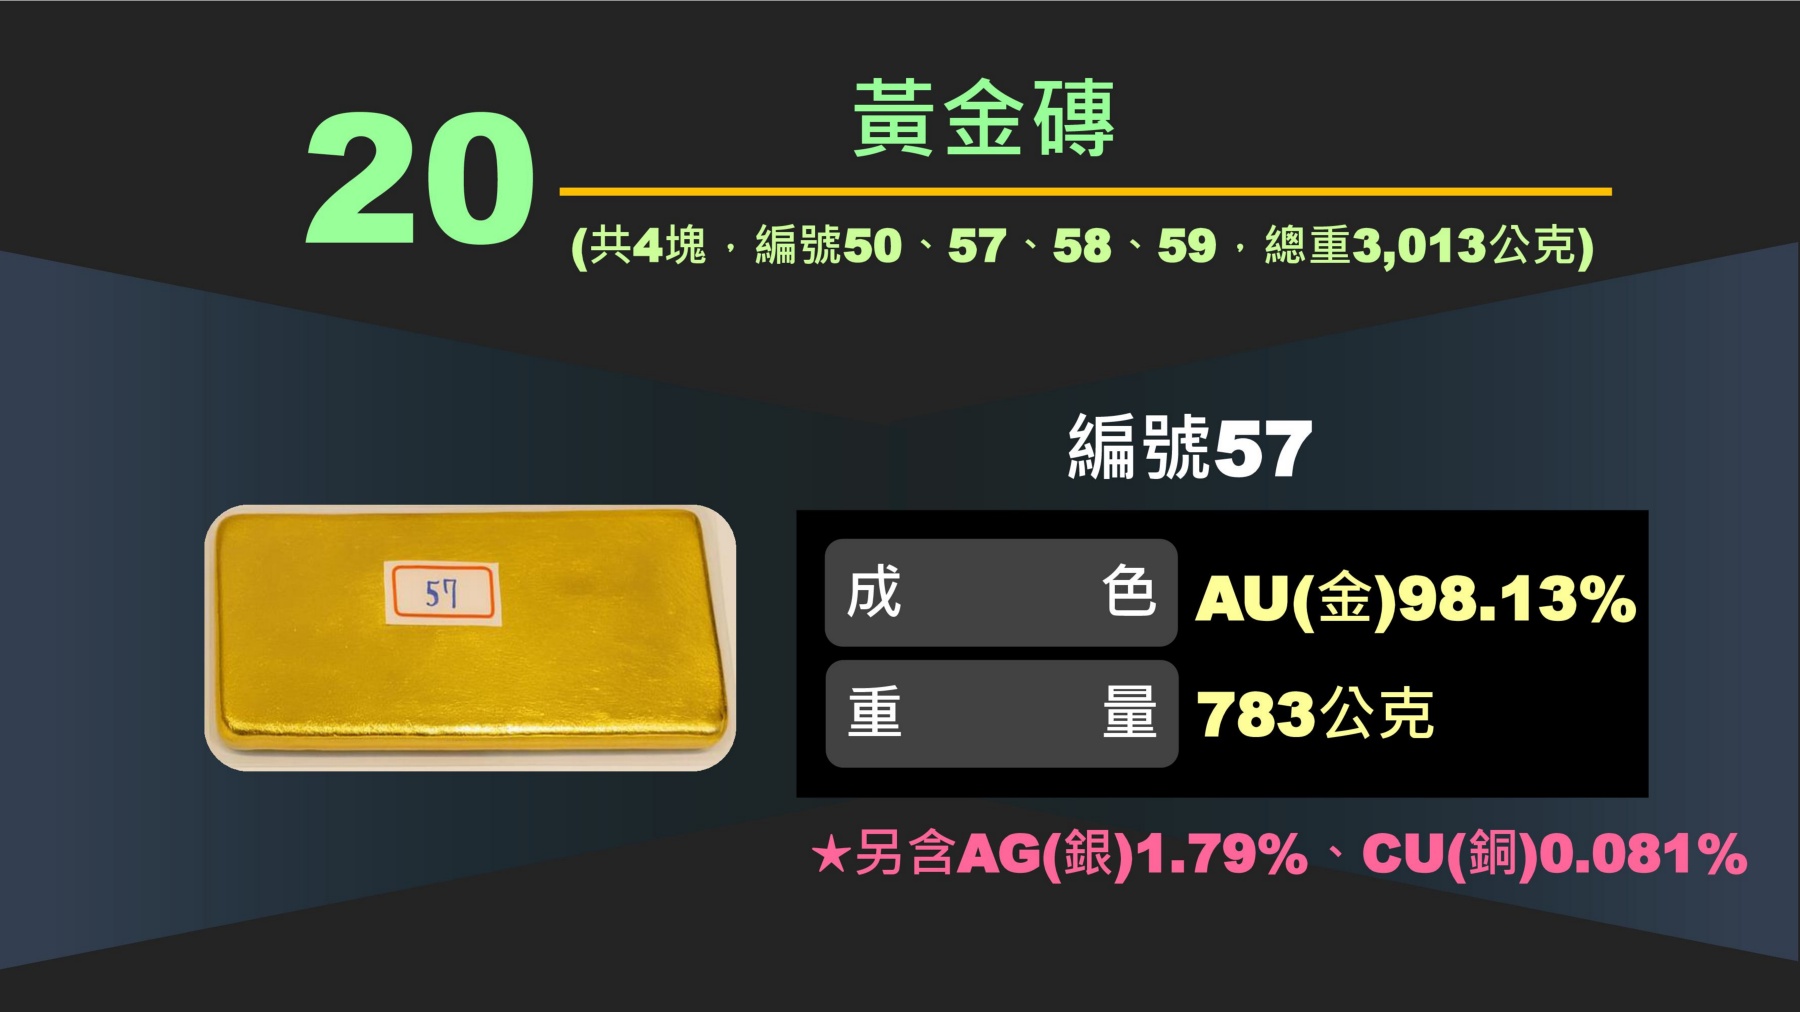 20
黃金磚
(共4塊，編號50、57、58、59，總重3,013公克)
編號57
57
成色 AU(金)98.13%
重量 783公克
★另含AG(銀)1.79%、CU(銅)0.081%